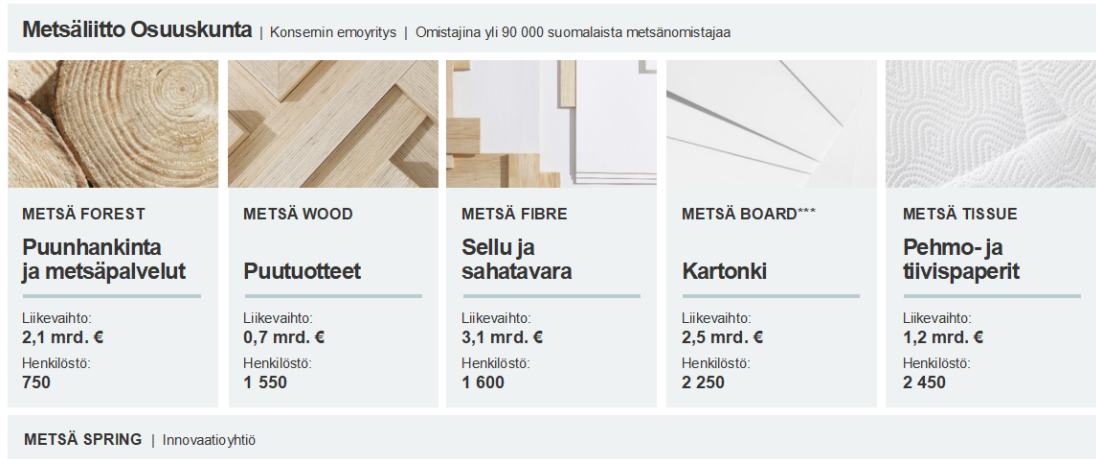 Metsäliitto Osuuskunta | Konsernin emoyritys | Omistajina yli 90 000 suomalaista metsänomistajaa
METSÄ FOREST
Puunhankinta
ja metsäpalvelut
Liikevaihto:
2,1 mrd. €
Henkilöstö:
750
METSÄ WOOD
Puutuotteet
Liikevaihto:
0,7 mrd. €
Henkilöstö:
1 550
METSÄ FIBRE
Sellu ja
sahatavara
Liikevaihto:
3,1 mrd. €
Henkilöstö:
1 600
METSÄ BOARD***
Kartonki
Liikevaihto:
2,5 mrd. €
Henkilöstö:
2 250
METSÄ TISSUE
Pehmo- ja
tiivispaperit
Liikevaihto:
1,2 mrd. €
Henkilöstö:
2 450
METSÄ SPRING | Innovaatioyhtiö